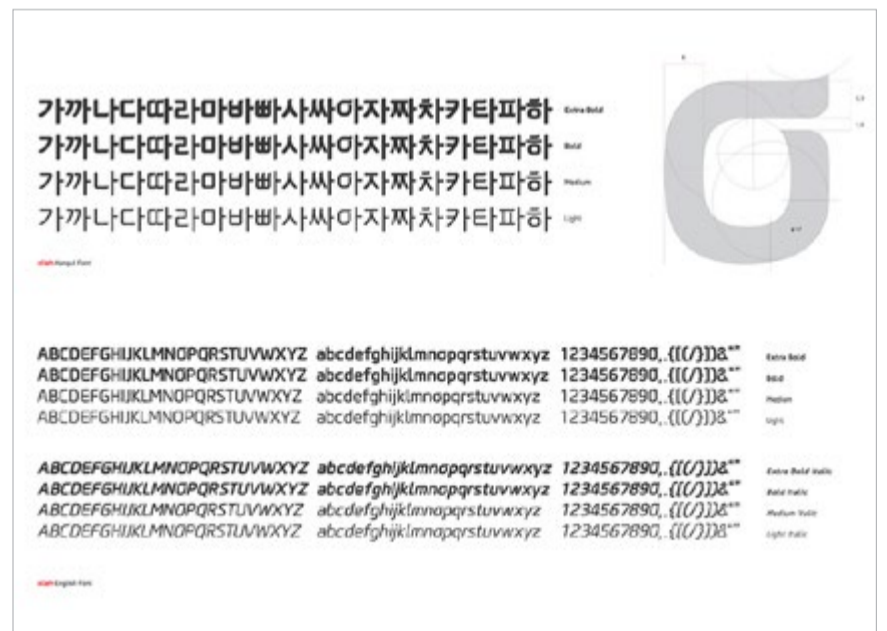 가까나다따라마바빠사싸아자짜차카타파하 Extra Bold
가까나다따라마바빠사싸아자짜차카타파하 Bold
가까나다따라마바빠사싸아자짜차카타파하 Medium
가까나다따라마바빠사싸아자짜차카타파하 Light
olleh Hangul Font
ABCDEFGHIJKLMNOPQRSTUVWXYZ abcdefghijklmnopqrstuvwxyz 1234567890,.{[(/}])&“” Extra Bold
ABCDEFGHIJKLMNOPQRSTUVWXYZ abcdefghijklmnopqrstuvwxyz 1234567890,.{[(/}])&“” Bold
ABCDEFGHIJKLMNOPQRSTUVWXYZ abcdefghijklmnopqrstuvwxyz 1234567890,.{[(/}])&“” Medium
ABCDEFGHIJKLMNOPQRSTUVWXYZ abcdefghijklmnopqrstuvwxyz 1234567890,.{[(/}])&“” Light
ABCDEFGHIJKLMNOPQRSTUVWXYZ abcdefghijklmnopqrstuvwxyz 1234567890,.{[(/}])&“” Extra Bold Italic
ABCDEFGHIJKLMNOPQRSTUVWXYZ abcdefghijklmnopqrstuvwxyz 1234567890,.{[(/}])&“” Bold Italic
ABCDEFGHIJKLMNOPQRSTUVWXYZ abcdefghijklmnopqrstuvwxyz 1234567890,.{[(/}])&“” Medium Italic
ABCDEFGHIJKLMNOPQRSTUVWXYZ abcdefghijklmnopqrstuvwxyz 1234567890,.{[(/}])&“” Light Italic
olleh English Font